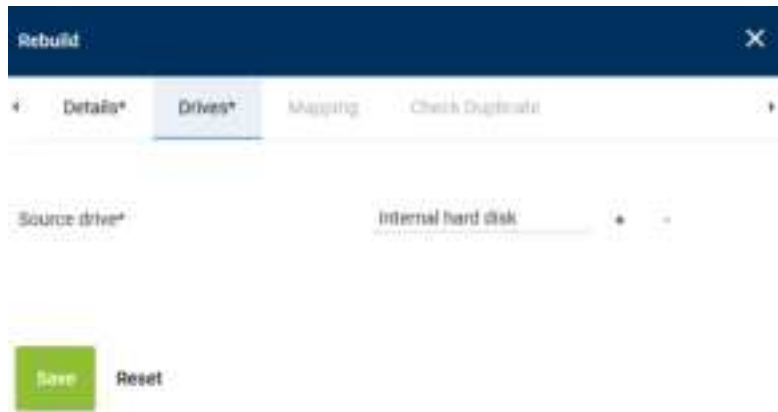 Rebuild
Details* Drives* Mapping Check Duplicate
Source drive* Internal hard disk + -
Save Reset